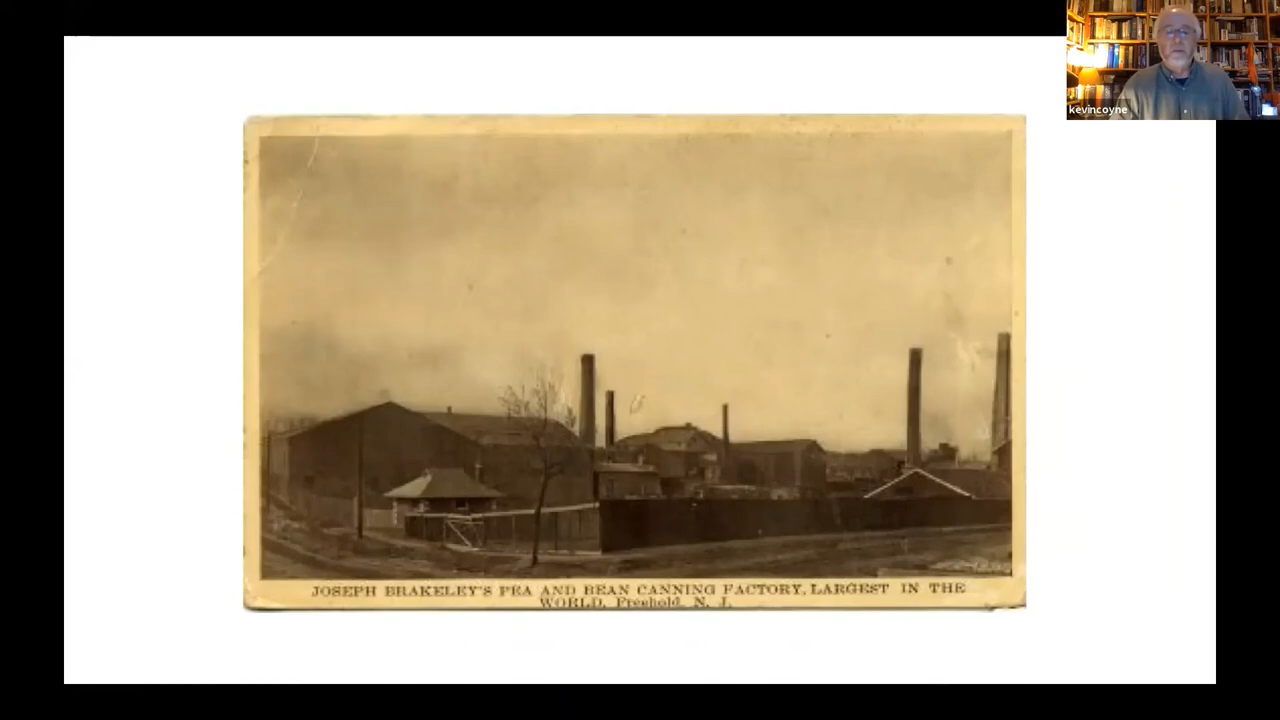 kevincoyne
JOSEPH BRAKELEY'S PEA AND BEAN CANNING FACTORY, LARGEST IN THE
WORLD, Freehold, N. J.